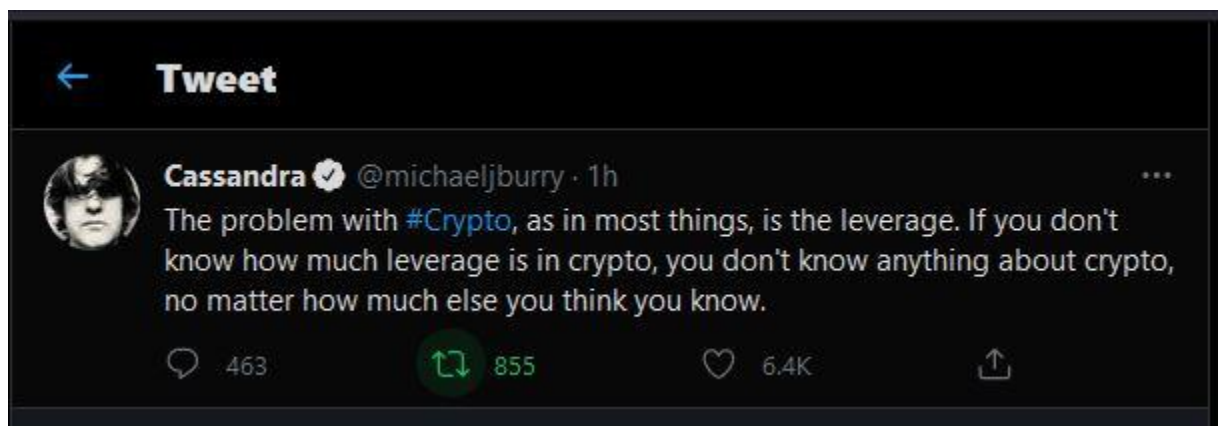 Tweet
Cassandra @michaeljburry · 1h
The problem with #Crypto, as in most things, is the leverage. If you don't
know how much leverage is in crypto, you don't know anything about crypto,
no matter how much else you think you know.
463 855 6.4K